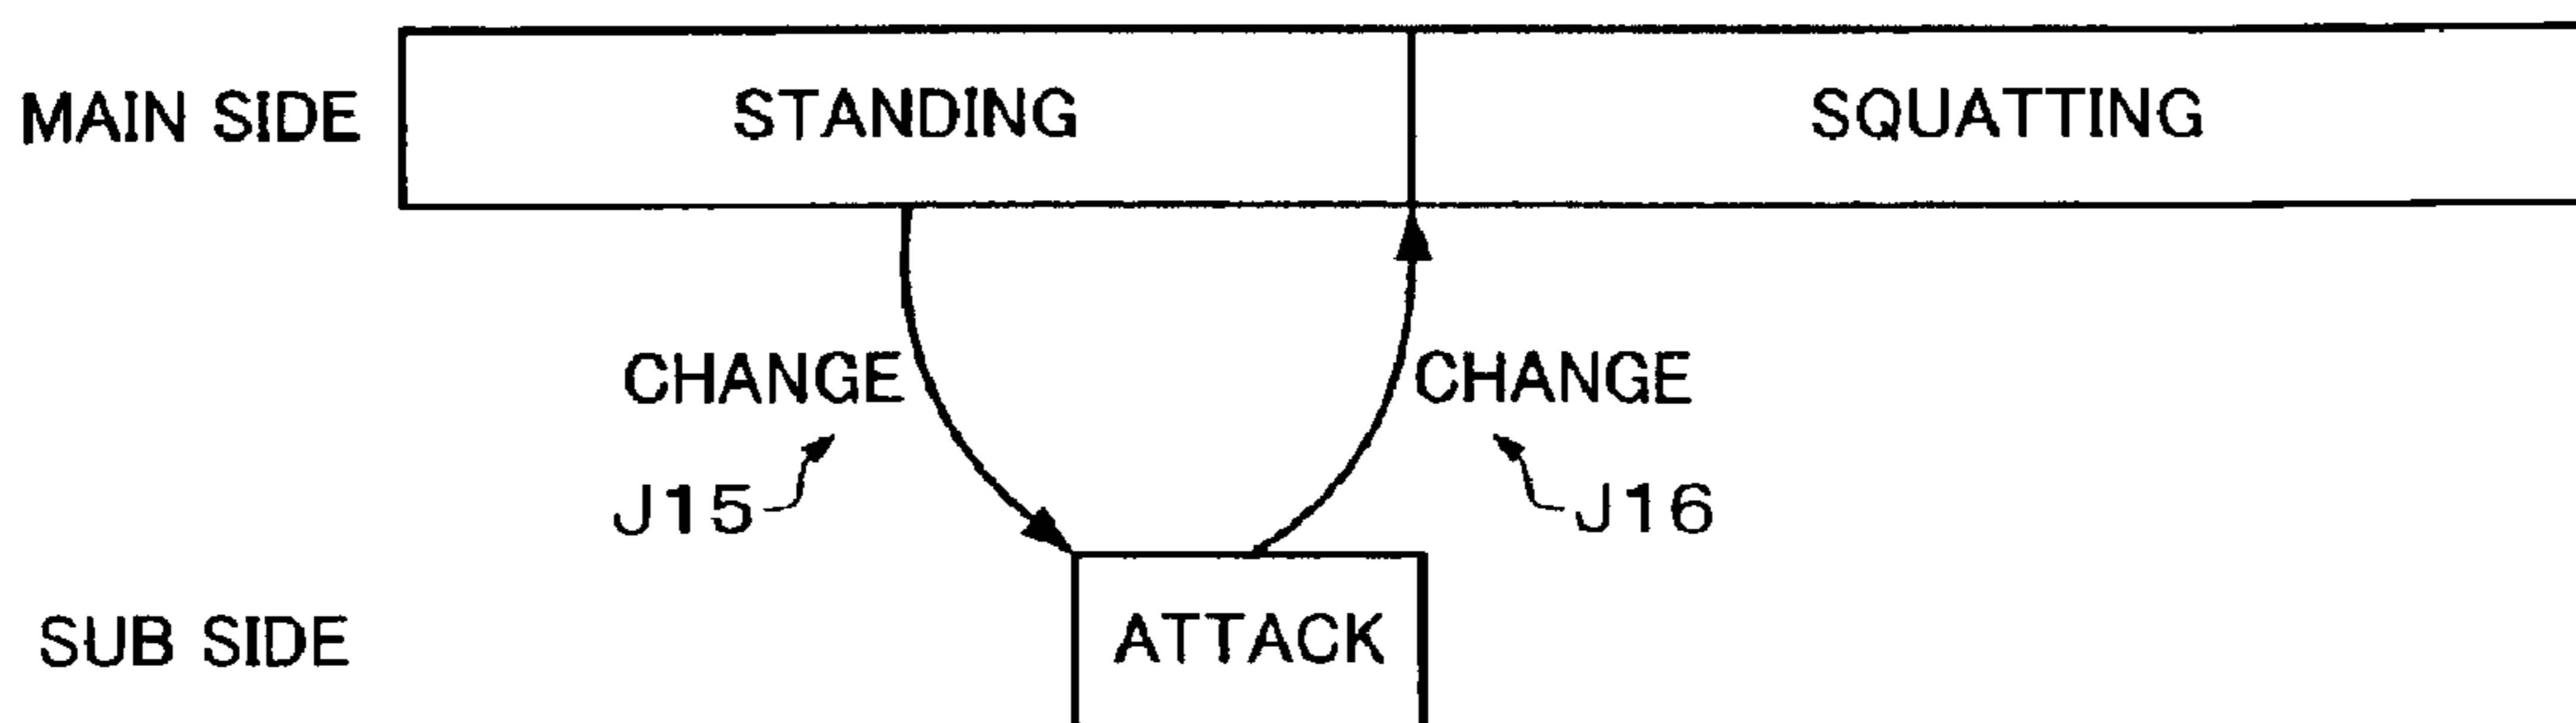 MAIN SIDE STANDING SQUATTING
CHANGE CHANGE
J15 J16
SUB SIDE ATTACK